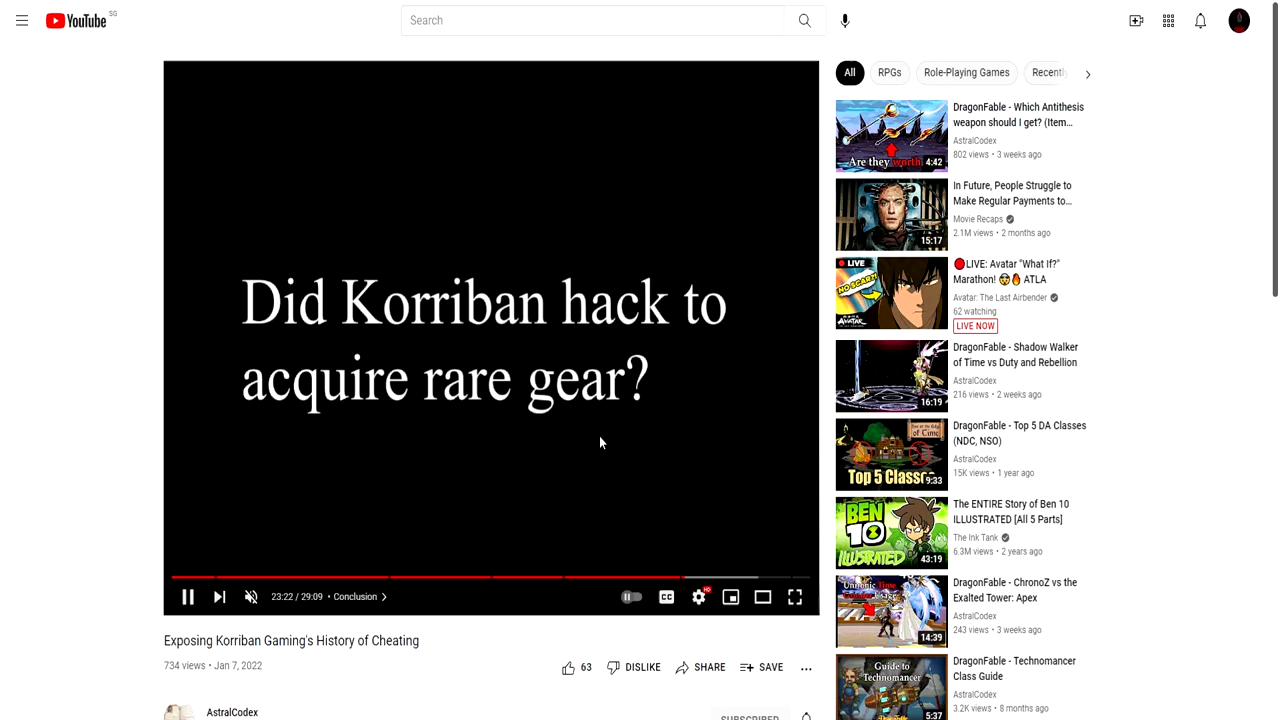 YouTube SG
Search
Did Korriban hack to
acquire rare gear?
23:22 / 29:09 • Conclusion
CC
HD
Exposing Korriban Gaming's History of Cheating
734 views • Jan 7, 2022
63
DISLIKE
SHARE
SAVE
AstralCodex
SUBSCRIBED
All
RPGs
Role-Playing Games
Recentl
Are they worth
4:42
DragonFable - Which Antithesis
weapon should I get? (Item...
AstralCodex
802 views • 3 weeks ago
15:17
In Future, People Struggle to
Make Regular Payments to...
Movie Recaps
2.1M views • 2 months ago
LIVE
NO SCAR!
AVATAR
LIVE: Avatar "What If?"
Marathon! ATLA
Avatar: The Last Airbender
62 watching
LIVE NOW
16:19
DragonFable - Shadow Walker
of Time vs Duty and Rebellion
AstralCodex
216 views • 2 weeks ago
Top 5 Classes
9:33
DragonFable - Top 5 DA Classes
(NDC, NSO)
AstralCodex
15K views • 1 year ago
BEN
10
ILLUSTRATED
43:19
The ENTIRE Story of Ben 10
ILLUSTRATED [All 5 Parts]
The Ink Tank
6.3M views • 2 years ago
14:39
DragonFable - ChronoZ vs the
Exalted Tower: Apex
AstralCodex
243 views • 3 weeks ago
Guide to
Technomancer
5:37
DragonFable - Technomancer
Class Guide
AstralCodex
3.2K views • 8 months ago